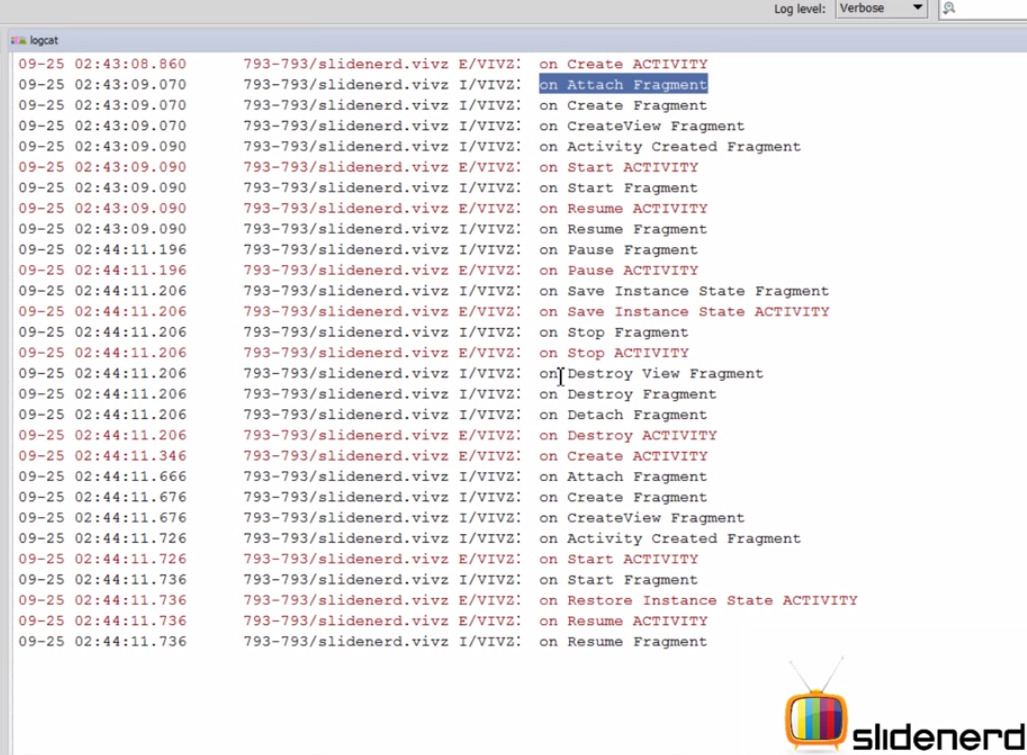 Log level: Verbose
logcat
09-25 02:43:08.860 793-793/slidenerd.vivz E/VIVZ: on Create ACTIVITY
09-25 02:43:09.070 793-793/slidenerd.vivz I/VIVZ: on Attach Fragment
09-25 02:43:09.070 793-793/slidenerd.vivz I/VIVZ: on Create Fragment
09-25 02:43:09.070 793-793/slidenerd.vivz I/VIVZ: on CreateView Fragment
09-25 02:43:09.090 793-793/slidenerd.vivz I/VIVZ: on Activity Created Fragment
09-25 02:43:09.090 793-793/slidenerd.vivz E/VIVZ: on Start ACTIVITY
09-25 02:43:09.090 793-793/slidenerd.vivz I/VIVZ: on Start Fragment
09-25 02:43:09.090 793-793/slidenerd.vivz E/VIVZ: on Resume ACTIVITY
09-25 02:43:09.090 793-793/slidenerd.vivz I/VIVZ: on Resume Fragment
09-25 02:44:11.196 793-793/slidenerd.vivz I/VIVZ: on Pause Fragment
09-25 02:44:11.196 793-793/slidenerd.vivz E/VIVZ: on Pause ACTIVITY
09-25 02:44:11.206 793-793/slidenerd.vivz I/VIVZ: on Save Instance State Fragment
09-25 02:44:11.206 793-793/slidenerd.vivz E/VIVZ: on Save Instance State ACTIVITY
09-25 02:44:11.206 793-793/slidenerd.vivz I/VIVZ: on Stop Fragment
09-25 02:44:11.206 793-793/slidenerd.vivz E/VIVZ: on Stop ACTIVITY
09-25 02:44:11.206 793-793/slidenerd.vivz I/VIVZ: on Destroy View Fragment
09-25 02:44:11.206 793-793/slidenerd.vivz I/VIVZ: on Destroy Fragment
09-25 02:44:11.206 793-793/slidenerd.vivz I/VIVZ: on Detach Fragment
09-25 02:44:11.206 793-793/slidenerd.vivz E/VIVZ: on Destroy ACTIVITY
09-25 02:44:11.346 793-793/slidenerd.vivz E/VIVZ: on Create ACTIVITY
09-25 02:44:11.666 793-793/slidenerd.vivz I/VIVZ: on Attach Fragment
09-25 02:44:11.676 793-793/slidenerd.vivz I/VIVZ: on Create Fragment
09-25 02:44:11.676 793-793/slidenerd.vivz I/VIVZ: on CreateView Fragment
09-25 02:44:11.726 793-793/slidenerd.vivz I/VIVZ: on Activity Created Fragment
09-25 02:44:11.726 793-793/slidenerd.vivz E/VIVZ: on Start ACTIVITY
09-25 02:44:11.736 793-793/slidenerd.vivz I/VIVZ: on Start Fragment
09-25 02:44:11.736 793-793/slidenerd.vivz E/VIVZ: on Restore Instance State ACTIVITY
09-25 02:44:11.736 793-793/slidenerd.vivz E/VIVZ: on Resume ACTIVITY
09-25 02:44:11.736 793-793/slidenerd.vivz I/VIVZ: on Resume Fragment
slidenerd